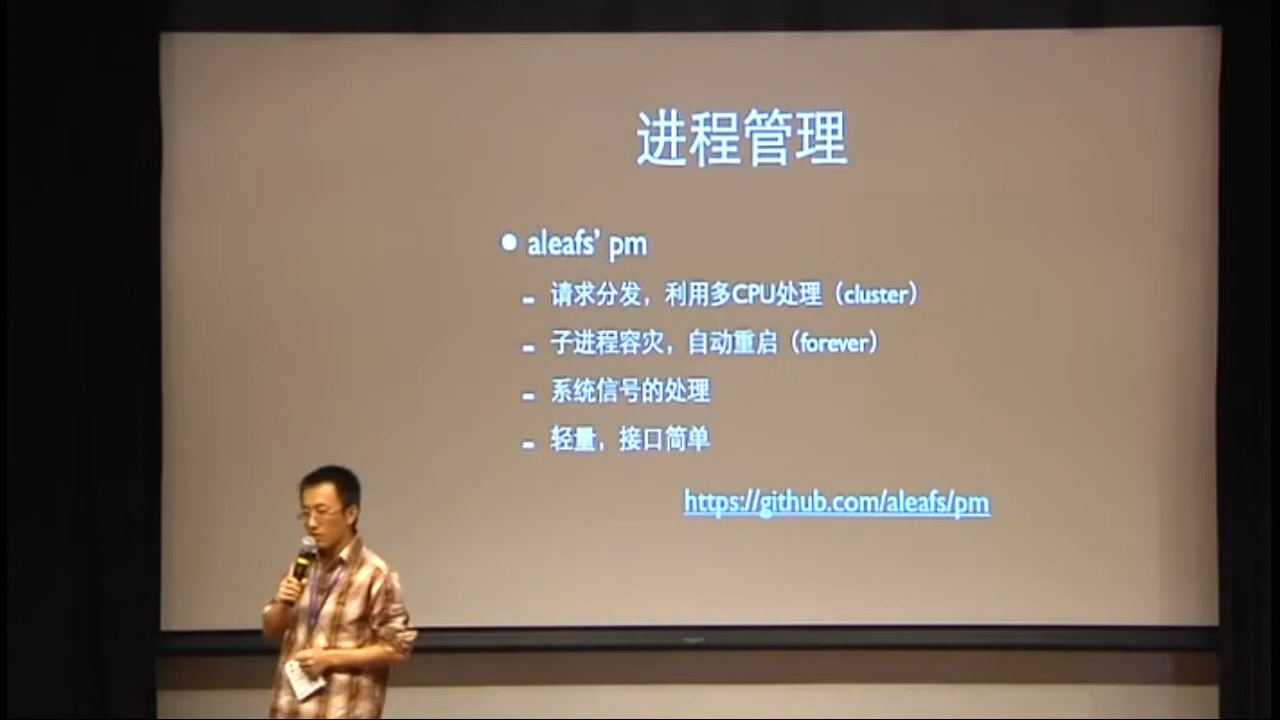 进程管理
● aleafs’ pm
– 请求分发，利用多CPU处理（cluster）
– 子进程容灾，自动重启（forever）
– 系统信号的处理
– 轻量，接口简单
https://github.com/aleafs/pm